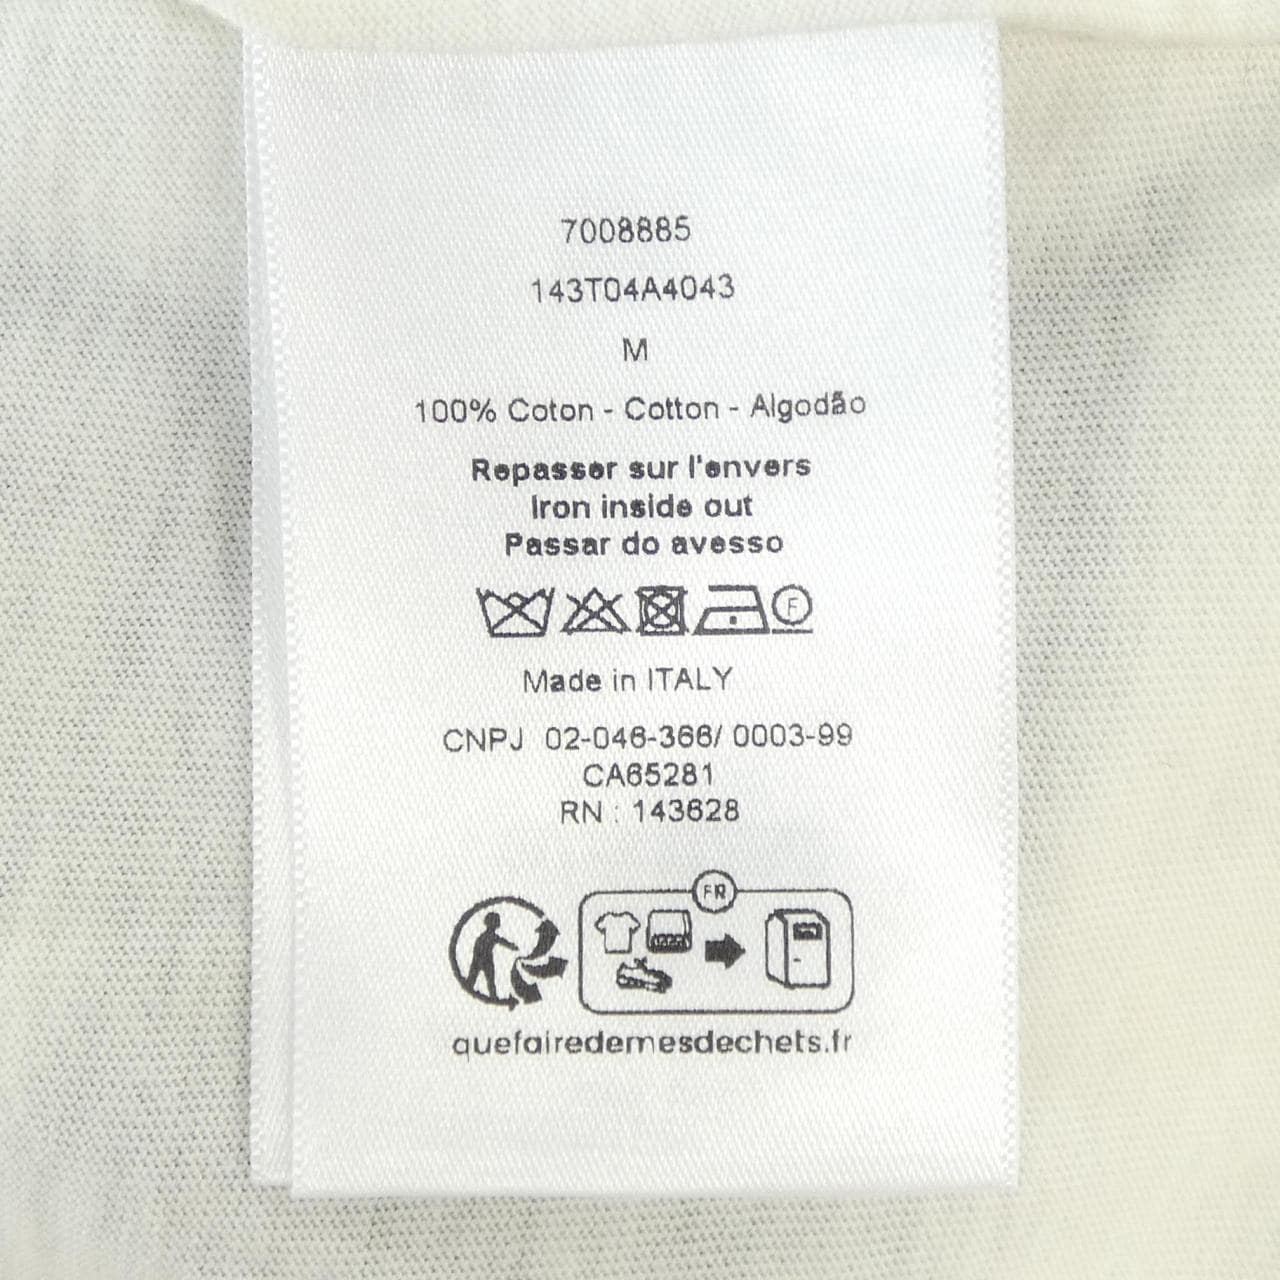 7008885
143T04A4043
M
100% Coton - Cotton - Algodão
Repasser sur l'envers
Iron inside out
Passar do avesso
F
Made in ITALY
CNPJ 02-046-366/ 0003-99
CA65281
RN : 143628
FR
quefairedemesdechets.fr